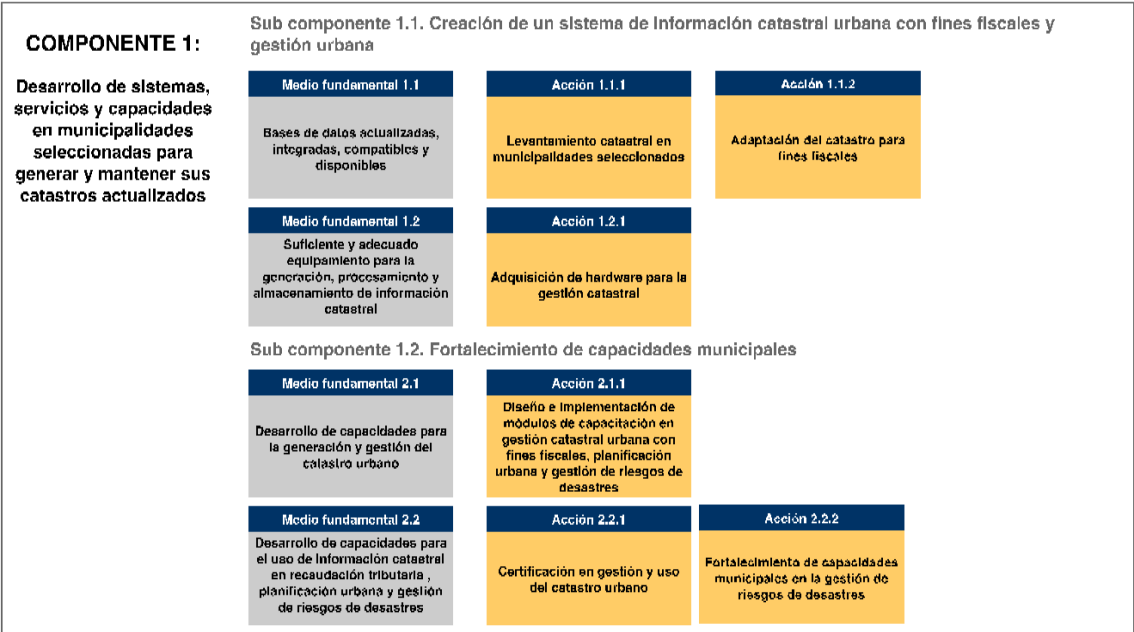 COMPONENTE 1:
Desarrollo de sistemas,
servicios y capacidades
en municipalidades
seleccionadas para
generar y mantener sus
catastros actualizados
Sub componente 1.1. Creación de un sistema de información catastral urbana con fines fiscales y
gestión urbana
Medio fundamental 1.1
Bases de datos actualizadas,
integradas, compatibles y
disponibles
Acción 1.1.1
Levantamiento catastral en
municipalidades seleccionados
Acción 1.1.2
Adaptación del catastro para
fines fiscales
Medio fundamental 1.2
Suficiente y adecuado
equipamiento para la
generación, procesamiento y
almacenamiento de información
catastral
Acción 1.2.1
Adquisición de hardware para la
gestión catastral
Sub componente 1.2. Fortalecimiento de capacidades municipales
Medio fundamental 2.1
Desarrollo de capacidades para
la generación y gestión del
catastro urbano
Acción 2.1.1
Diseño e implementación de
módulos de capacitación en
gestión catastral urbana con
fines fiscales, planificación
urbana y gestión de riesgos de
desastres
Medio fundamental 2.2
Desarrollo de capacidades para
el uso de información catastral
en recaudación tributaria ,
planificación urbana y gestión
de riesgos de desastres
Acción 2.2.1
Certificación en gestión y uso
del catastro urbano
Acción 2.2.2
Fortalecimiento de capacidades
municipales en la gestión de
riesgos de desastres